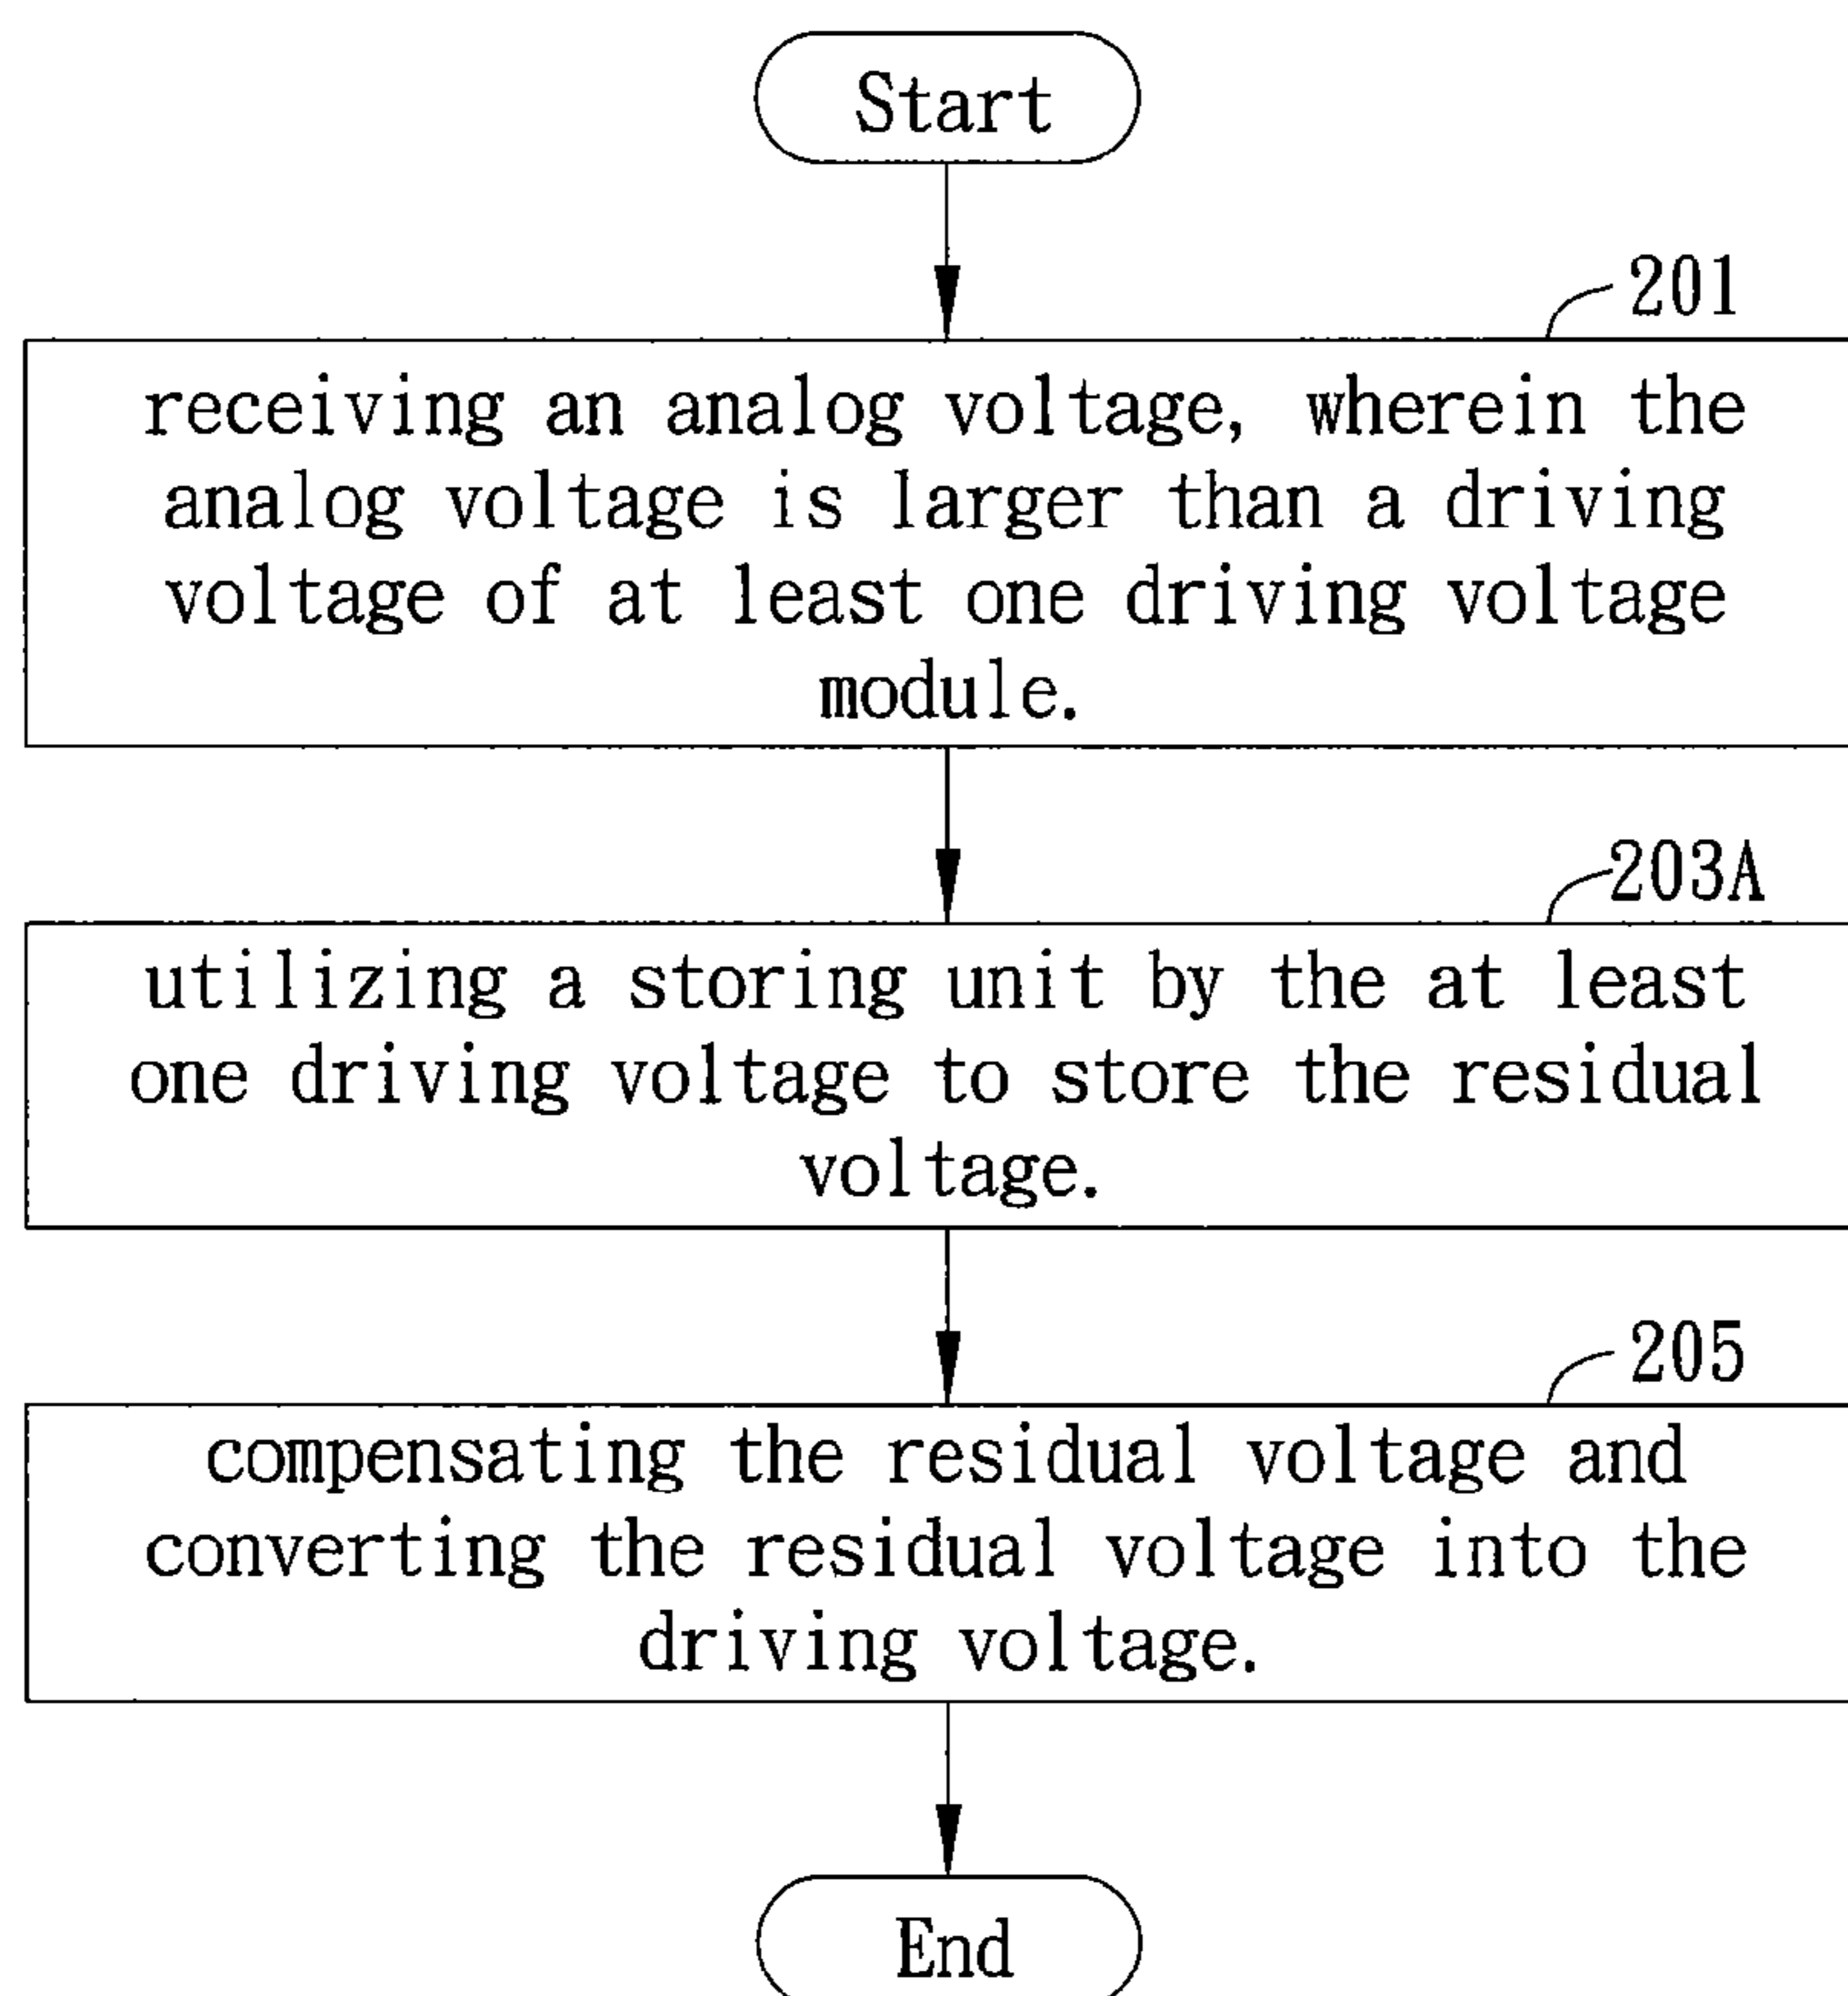 Start
201
receiving an analog voltage, wherein the
analog voltage is larger than a driving
voltage of at least one driving voltage
module.
203A
utilizing a storing unit by the at least
one driving voltage to store the residual
voltage.
205
compensating the residual voltage and
converting the residual voltage into the
driving voltage.
End